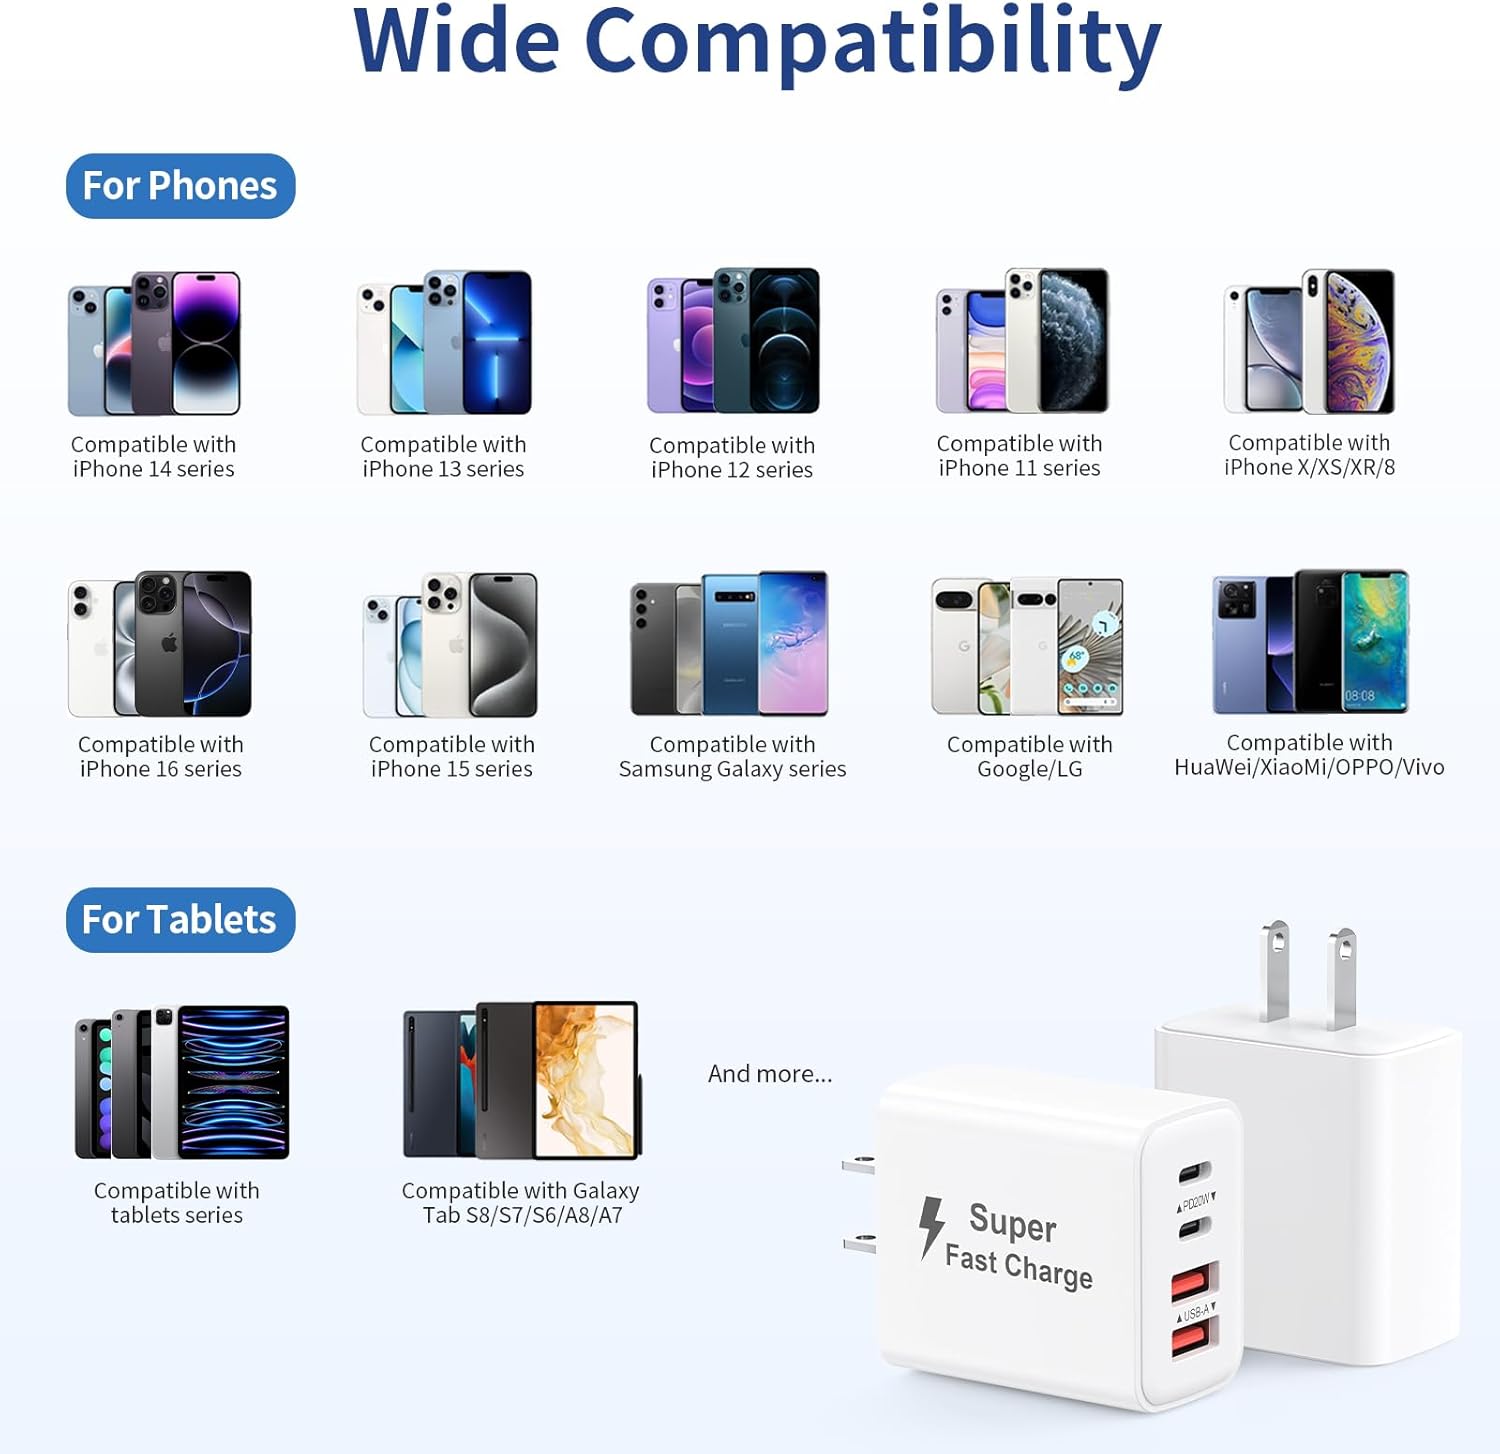 Wide Compatibility
For Phones
Compatible with
iPhone 14 series
Compatible with
iPhone 13 series
Compatible with
iPhone 12 series
Compatible with
iPhone 11 series
Compatible with
iPhone X/XS/XR/8
Compatible with
iPhone 16 series
Compatible with
iPhone 15 series
Compatible with
Samsung Galaxy series
Compatible with
Google/LG
08:08
68°
Compatible with
HuaWei/XiaoMi/OPPO/Vivo
For Tablets
Compatible with
tablets series
Compatible with Galaxy
Tab S8/S7/S6/A8/A7
And more...
Super
Fast Charge
▲PD20W▼
▲USB-A▼